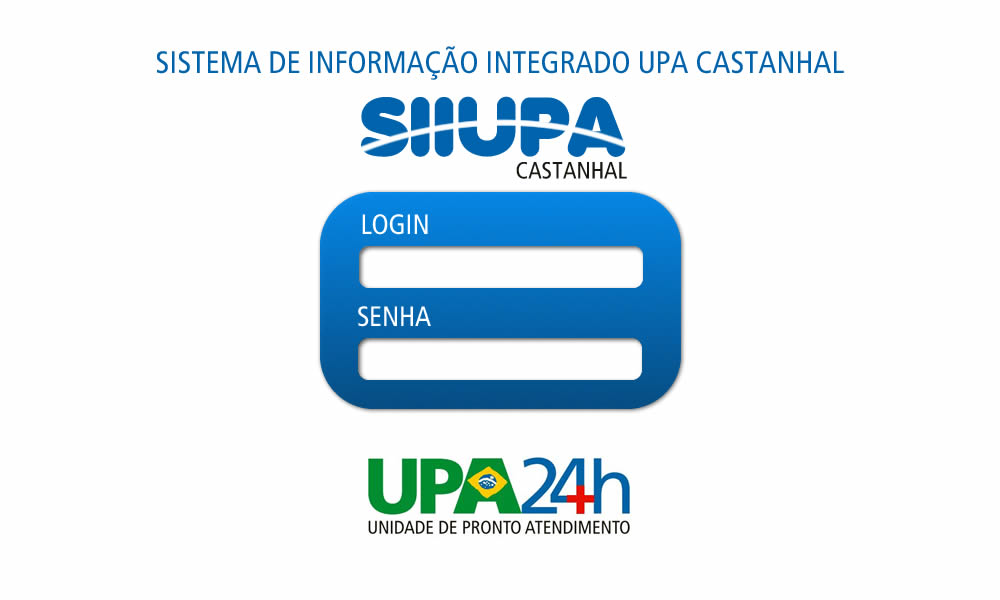 SISTEMA DE INFORMAÇÃO INTEGRADO UPA CASTANHAL
SIIUPA
CASTANHAL
LOGIN
SENHA
UPA24h
UNIDADE DE PRONTO ATENDIMENTO